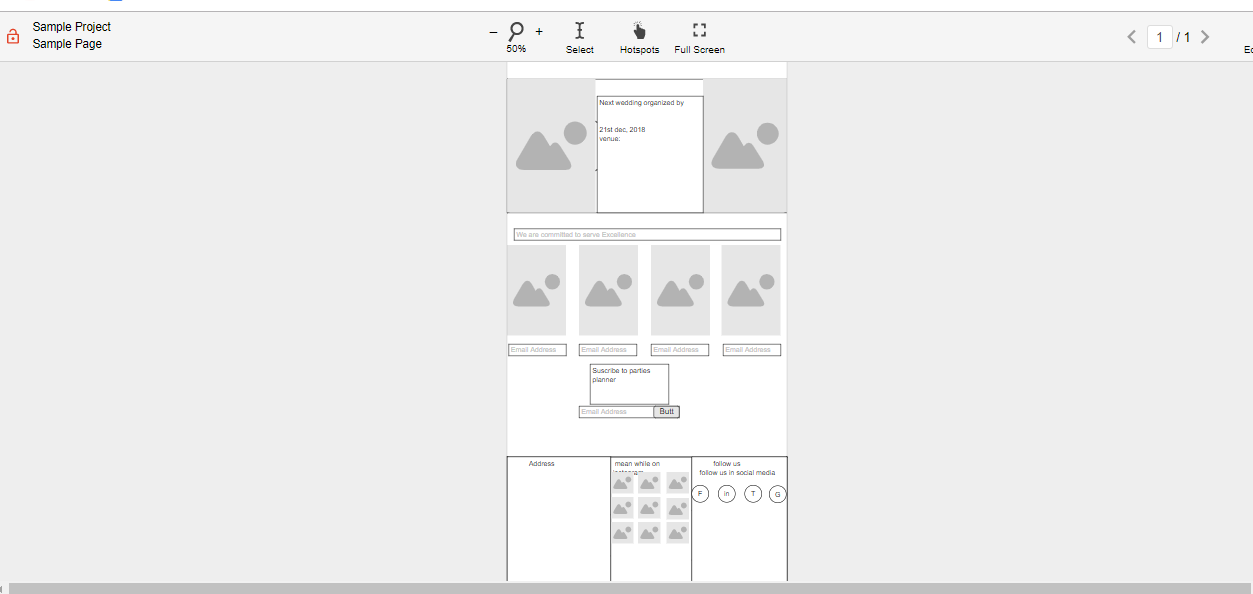 Sample Project
Sample Page
− +
50%
Select
Hotspots
Full Screen
1 / 1
Ec
Next wedding organized by
21st dec, 2018
venue:
We are committed to serve Excellence
Email Address Email Address Email Address Email Address
Suscribe to parties
planner
Email Address Butt
Address
mean while on
follow us
follow us in social media
F in T G